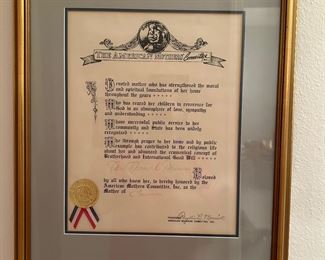 THE AMERICAN MOTHERS Committee
Devoted mother who has strengthened the moral
and spiritual foundations of her home
throughout the years
Who has reared her children in reverence for
God in an atmosphere of love, sympathy
and understanding
Whose successful public service to her
Community and State has been widely
recognized
Who through prayer in her home and by public
example has contributed to the religious life
about her and advanced the ecumenical concept of
Brotherhood and International Good Will
Beloved
by all who know her, is hereby honored by the
American Mothers Committee, Inc. as the
Mother of
PRESIDENT
AMERICAN MOTHERS COMMITTEE, INC.